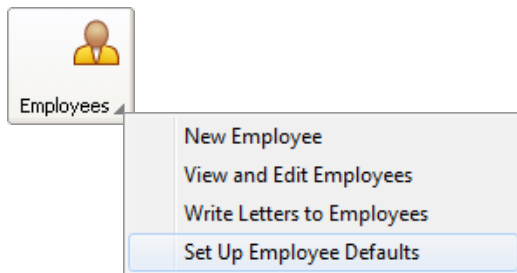 Employees
New Employee
View and Edit Employees
Write Letters to Employees
Set Up Employee Defaults